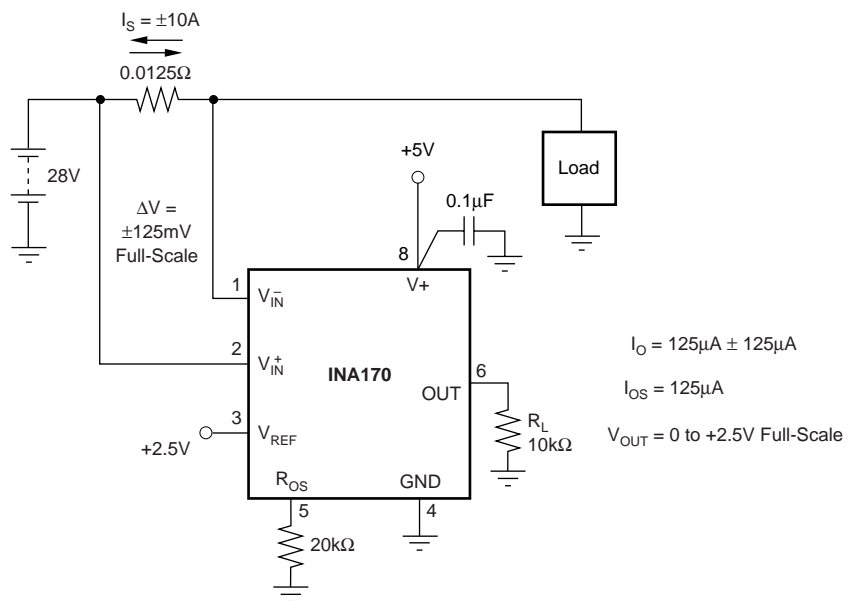 I_S = ±10A
0.0125Ω
28V
ΔV =
±125mV
Full-Scale
+5V
0.1μF
Load
8
V+
1
V_IN^−
2
V_IN^+
INA170
OUT
6
3
V_REF
+2.5V
R_OS
5
GND
4
20kΩ
R_L
10kΩ
I_O = 125μA ± 125μA
I_OS = 125μA
V_OUT = 0 to +2.5V Full-Scale